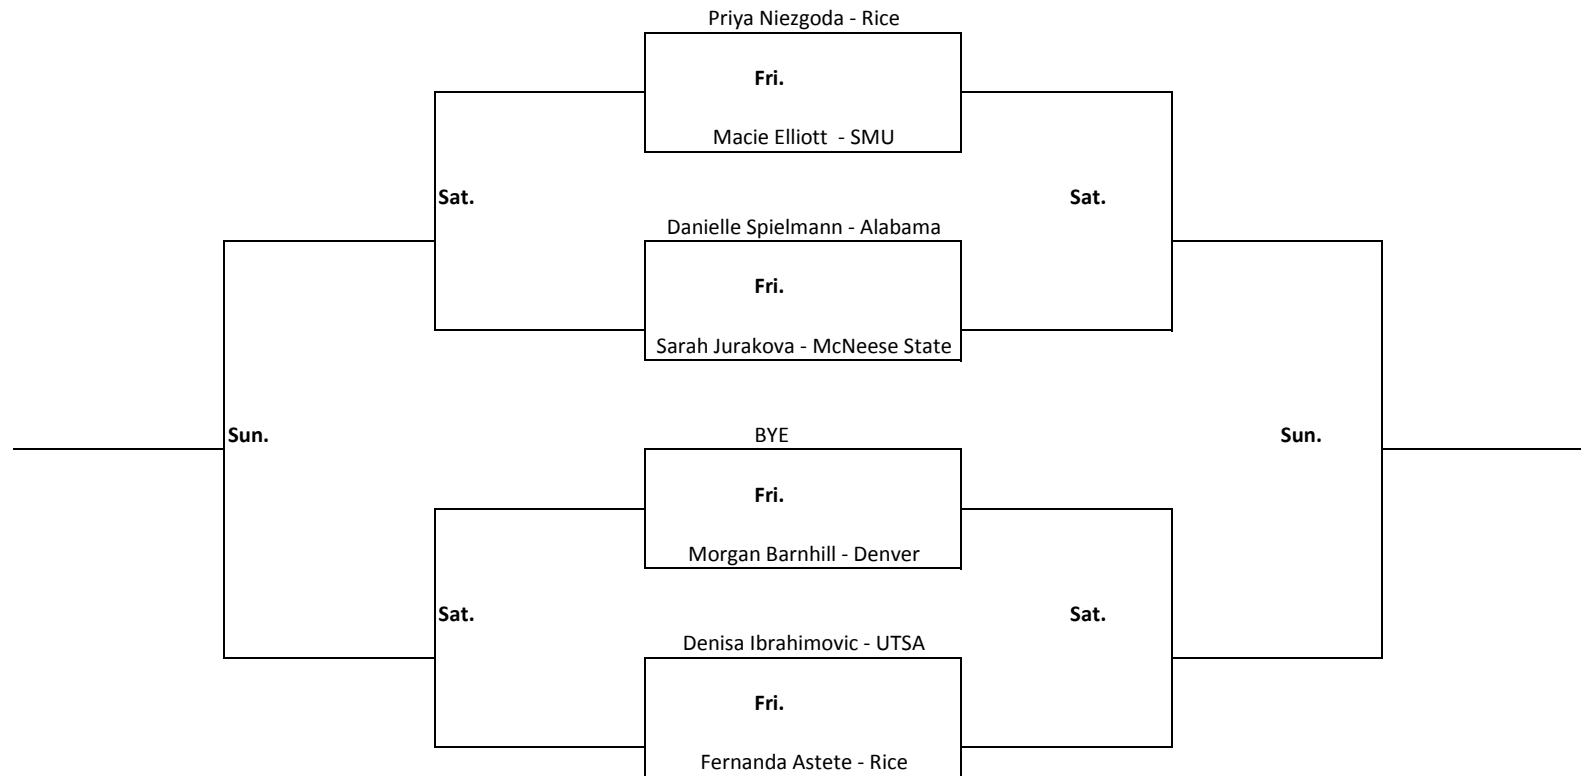 Priya Niezgoda - Rice
Fri.
Macie Elliott  - SMU
Sat.
Sat.
Danielle Spielmann - Alabama
Fri.
Sarah Jurakova - McNeese State
Sun.
BYE
Sun.
Fri.
Morgan Barnhill - Denver
Sat.
Sat.
Denisa Ibrahimovic - UTSA
Fri.
Fernanda Astete - Rice